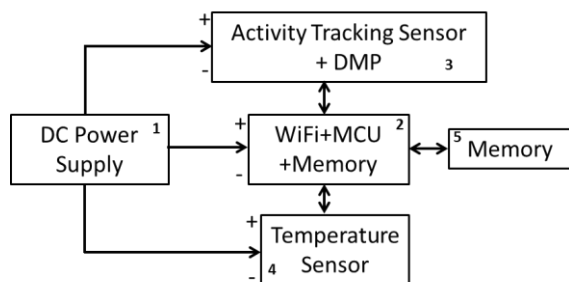 +
-
Activity Tracking Sensor
+ DMP 3
DC Power 1
Supply
+
-
WiFi+MCU 2
+Memory
5 Memory
+
-
Temperature
4 Sensor